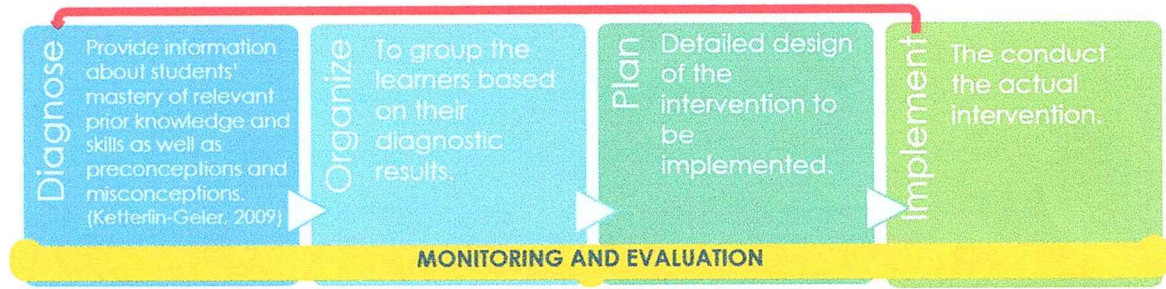 Diagnose
Provide information
about students'
mastery of relevant
prior knowledge and
skills as well as
preconceptions and
misconceptions.
(Ketterlin-Geler, 2009)
Organize
To group the
learners based
on their
diagnostic
results.
Plan
Detailed design
of the
intervention to
be
implemented.
Implement
The conduct
the actual
intervention.
MONITORING AND EVALUATION